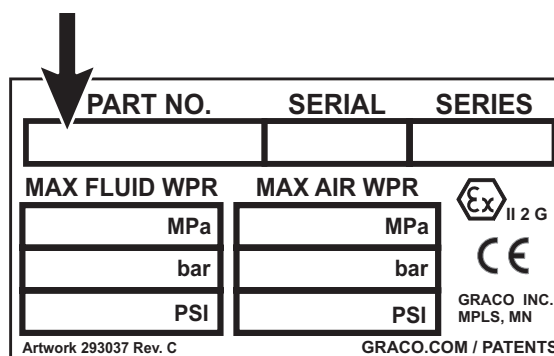 PART NO. SERIAL SERIES
MAX FLUID WPR MAX AIR WPR
MPa MPa
bar bar
PSI PSI
Ex II 2 G
CE
GRACO INC.
MPLS, MN
Artwork 293037 Rev. C GRACO.COM / PATENTS